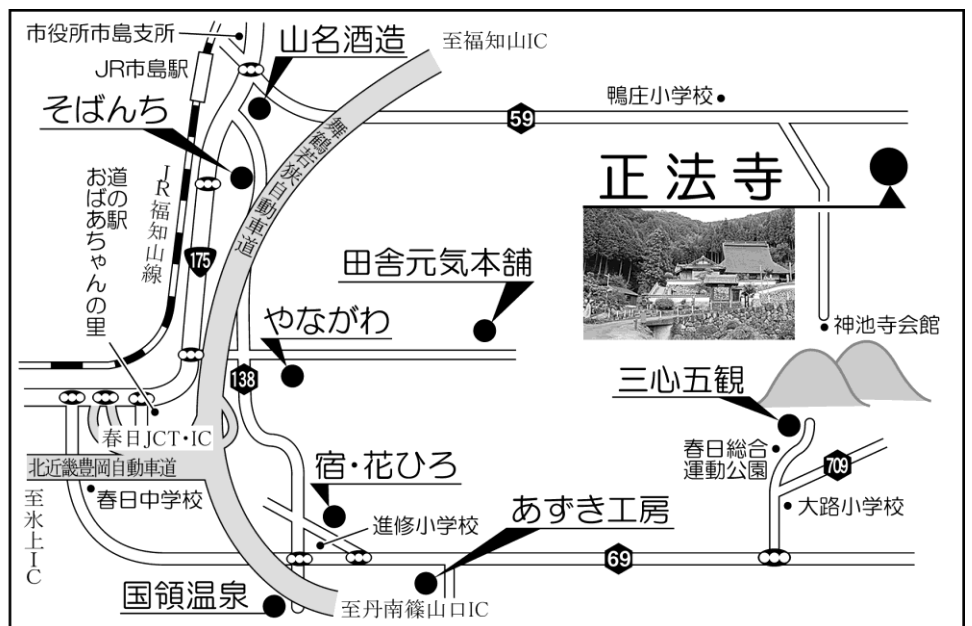 市役所市島支所
山名酒造
至福知山IC
JR市島駅
そばんち
鴨庄小学校
59
舞鶴若狭自動車道
正法寺
道の駅
おばあちゃんの里
JR福知山線
175
田舎元気本舗
やながわ
神池寺会館
138
三心五観
春日JCT・IC
春日総合
運動公園
北近畿豊岡自動車道
709
宿・花ひろ
春日中学校
あずき工房
大路小学校
至氷上IC
進修小学校
69
国領温泉
至丹南篠山口IC